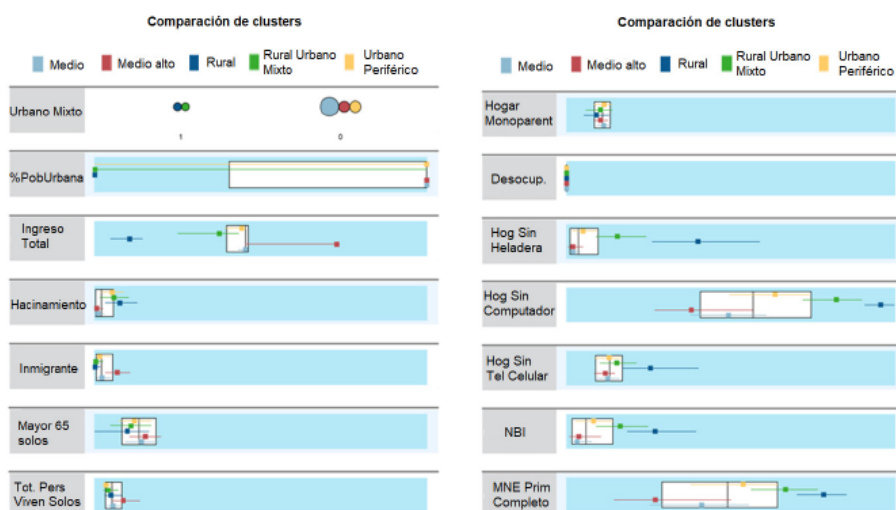 Comparación de clusters
Medio
Medio alto
Rural
Rural Urbano
Mixto
Urbano
Periférico
Urbano Mixto
1
0
%PobUrbana
Ingreso
Total
Hacinamiento
Inmigrante
Mayor 65
solos
Tot. Pers
Viven Solos
Comparación de clusters
Medio
Medio alto
Rural
Rural Urbano
Mixto
Urbano
Periférico
Hogar
Monoparent
Desocup.
Hog Sin
Heladera
Hog Sin
Computador
Hog Sin
Tel Celular
NBI
MNE Prim
Completo